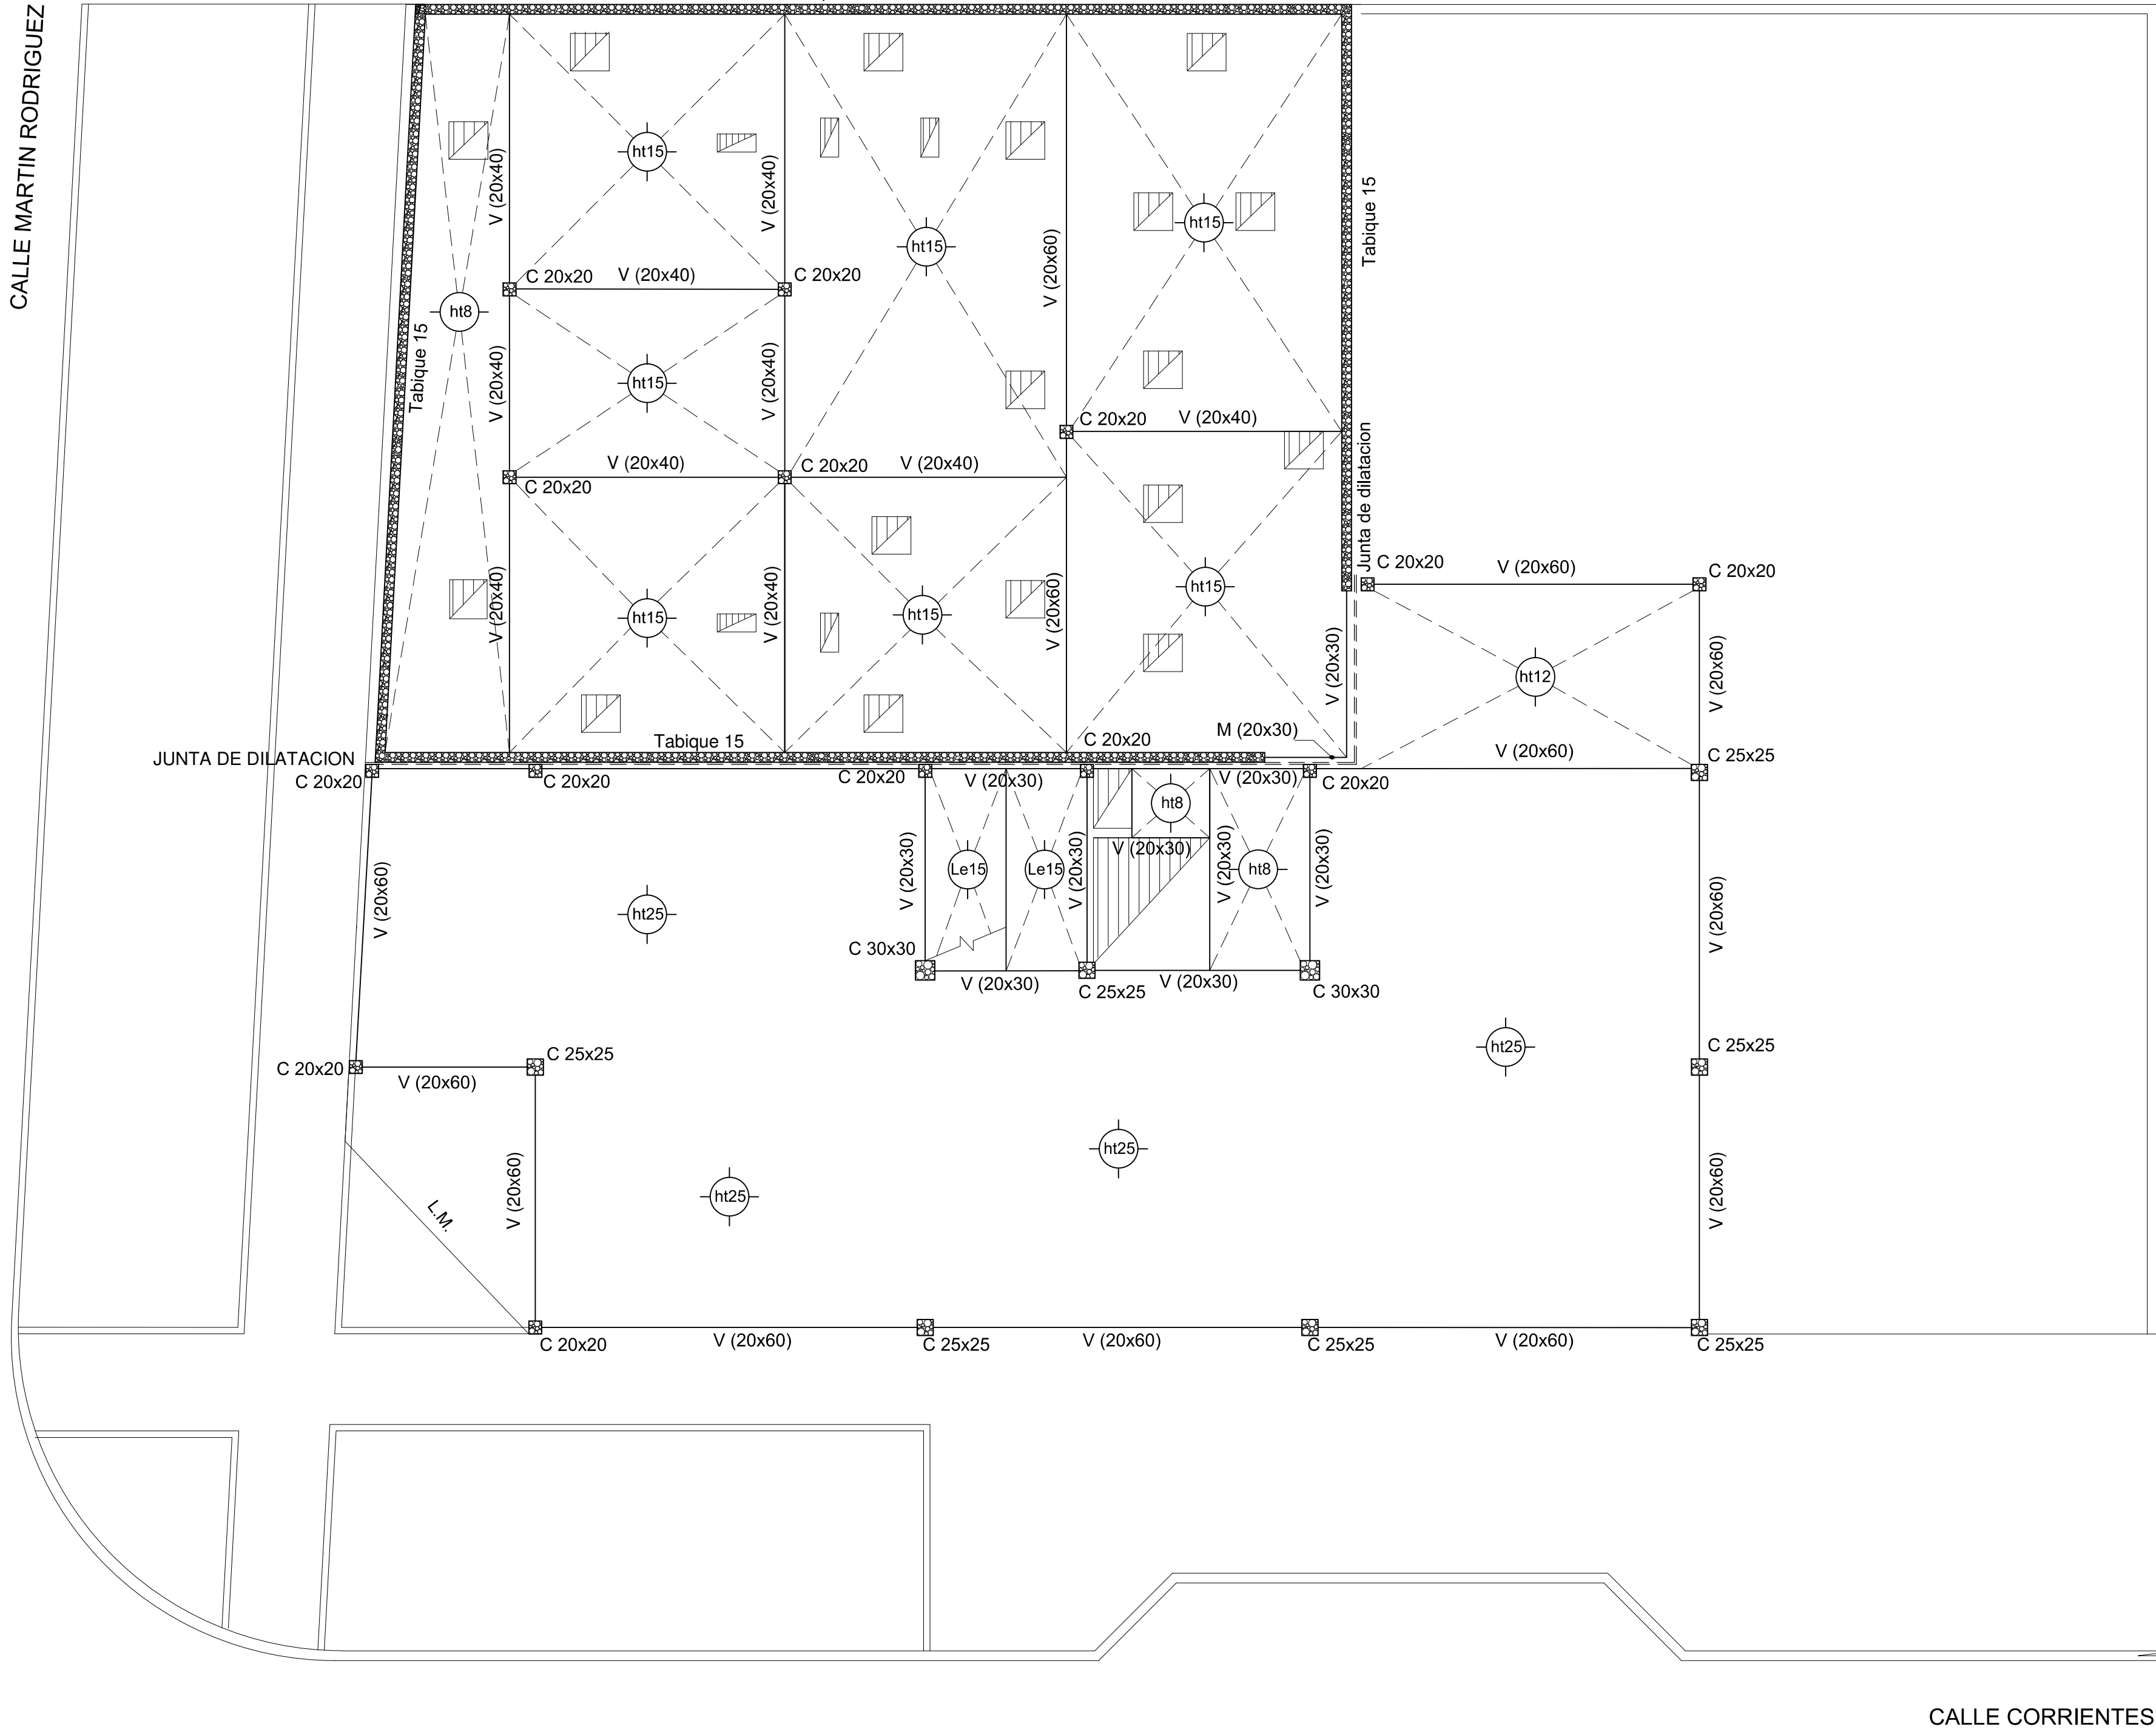 CALLE MARTIN RODRIGUEZ
V (20x40)
ht15
V (20x40)
ht15
ht15
Tabique 15
V (20x60)
C 20x20
V (20x40)
C 20x20
ht8
Tabique 15
V (20x40)
ht15
V (20x40)
C 20x20
V (20x40)
Junta de dilatacion
V (20x40)
C 20x20
C 20x20
V (20x40)
C 20x20
V (20x60)
C 20x20
V (20x40)
ht15
V (20x40)
ht15
V (20x60)
ht15
V (20x30)
ht12
V (20x60)
Tabique 15
C 20x20
M (20x30)
V (20x60)
C 25x25
JUNTA DE DILATACION
C 20x20
C 20x20
C 20x20
V (20x30)
V (20x30)
C 20x20
ht8
V (20x30)
V (20x60)
ht25
V (20x30)
Le15
Le15
V (20x30)
V (20x30)
ht8
V (20x30)
V (20x60)
C 30x30
V (20x30)
C 25x25
V (20x30)
C 30x30
C 20x20
V (20x60)
C 25x25
ht25
C 25x25
L.M.
V (20x60)
ht25
ht25
V (20x60)
C 20x20
V (20x60)
C 25x25
V (20x60)
C 25x25
V (20x60)
C 25x25
CALLE CORRIENTES